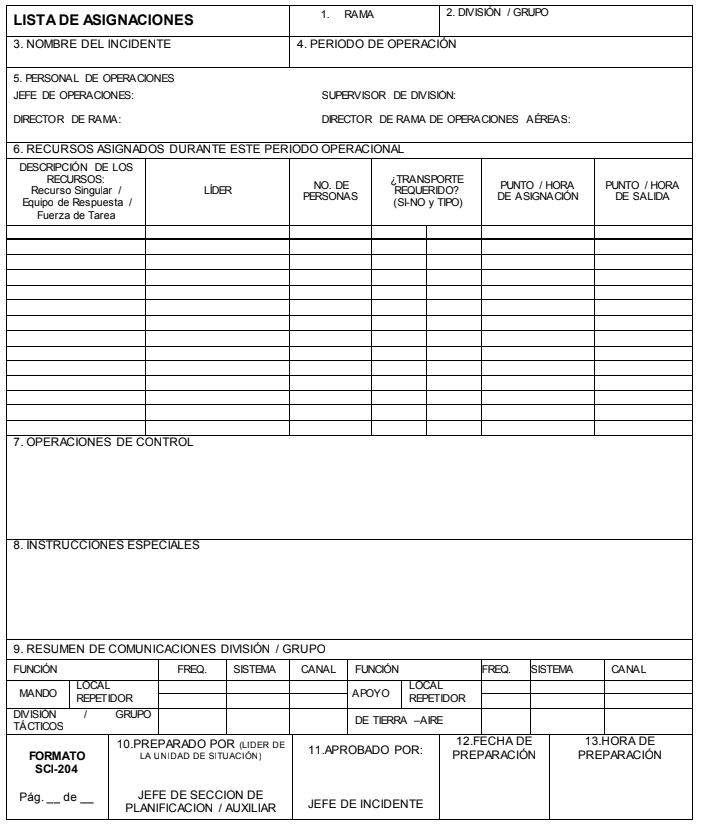 LISTA DE ASIGNACIONES
1. RAMA
2. DIVISIÓN / GRUPO
3. NOMBRE DEL INCIDENTE
4. PERIODO DE OPERACIÓN
5. PERSONAL DE OPERACIONES
JEFE DE OPERACIONES:
SUPERVISOR DE DIVISIÓN:
DIRECTOR DE RAMA:
DIRECTOR DE RAMA DE OPERACIONES AÉREAS:
6. RECURSOS ASIGNADOS DURANTE ESTE PERIODO OPERACIONAL
DESCRIPCIÓN DE LOS
RECURSOS:
Recurso Singular /
Equipo de Respuesta /
Fuerza de Tarea
LÍDER
NO. DE
PERSONAS
¿TRANSPORTE
REQUERIDO?
(SI-NO y TIPO)
PUNTO / HORA
DE ASIGNACIÓN
PUNTO / HORA
DE SALIDA
7. OPERACIONES DE CONTROL
8. INSTRUCCIONES ESPECIALES
9. RESUMEN DE COMUNICACIONES DIVISIÓN / GRUPO
FUNCIÓN
FREQ.
SISTEMA
CANAL
FUNCIÓN
FREQ.
SISTEMA
CANAL
MANDO
LOCAL
REPETIDOR
APOYO
LOCAL
REPETIDOR
DIVISIÓN / GRUPO
TÁCTICOS
DE TIERRA –AIRE
FORMATO
SCI-204
Pág. __ de __
10.PREPARADO POR (LIDER DE
LA UNIDAD DE SITUACIÓN)
JEFE DE SECCION DE
PLANIFICACION / AUXILIAR
11.APROBADO POR:
JEFE DE INCIDENTE
12.FECHA DE
PREPARACIÓN
13.HORA DE
PREPARACIÓN